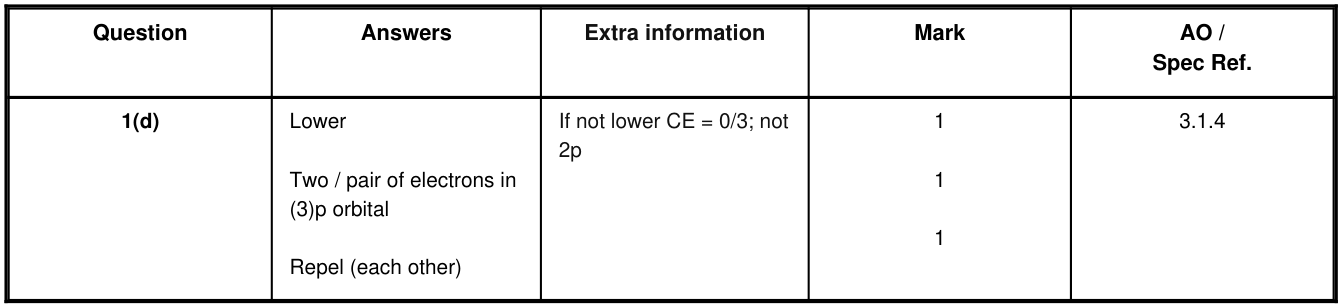 Question Answers Extra information Mark AO /
Spec Ref.
1(d) Lower If not lower CE = 0/3; not 1 3.1.4
2p
Two / pair of electrons in 1
(3)p orbital
1
Repel (each other)